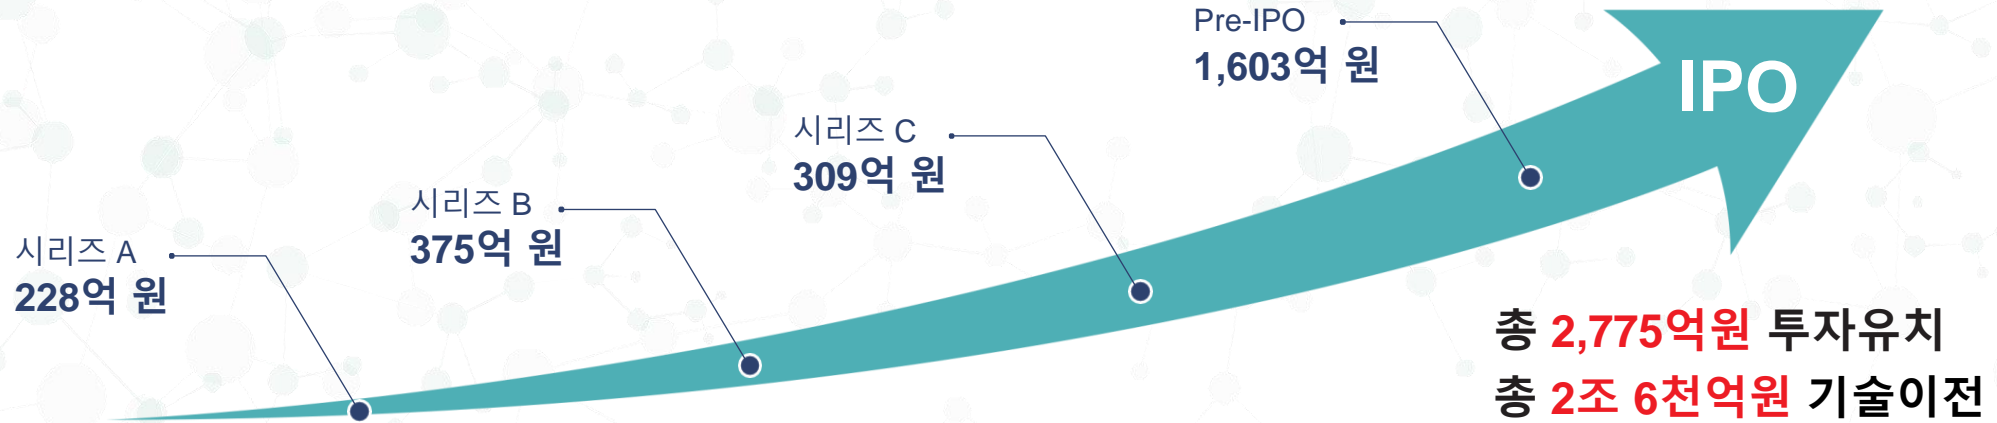 시리즈 A
228억 원
시리즈 B
375억 원
시리즈 C
309억 원
Pre-IPO
1,603억 원
IPO
총 2,775억원 투자유치
총 2조 6천억원 기술이전